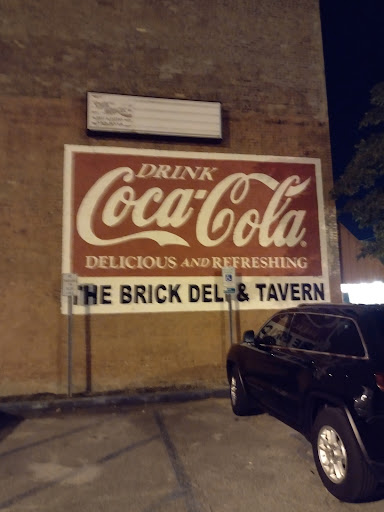 DRINK
Coca-Cola
DELICIOUS AND REFRESHING
THE BRICK DELI & TAVERN